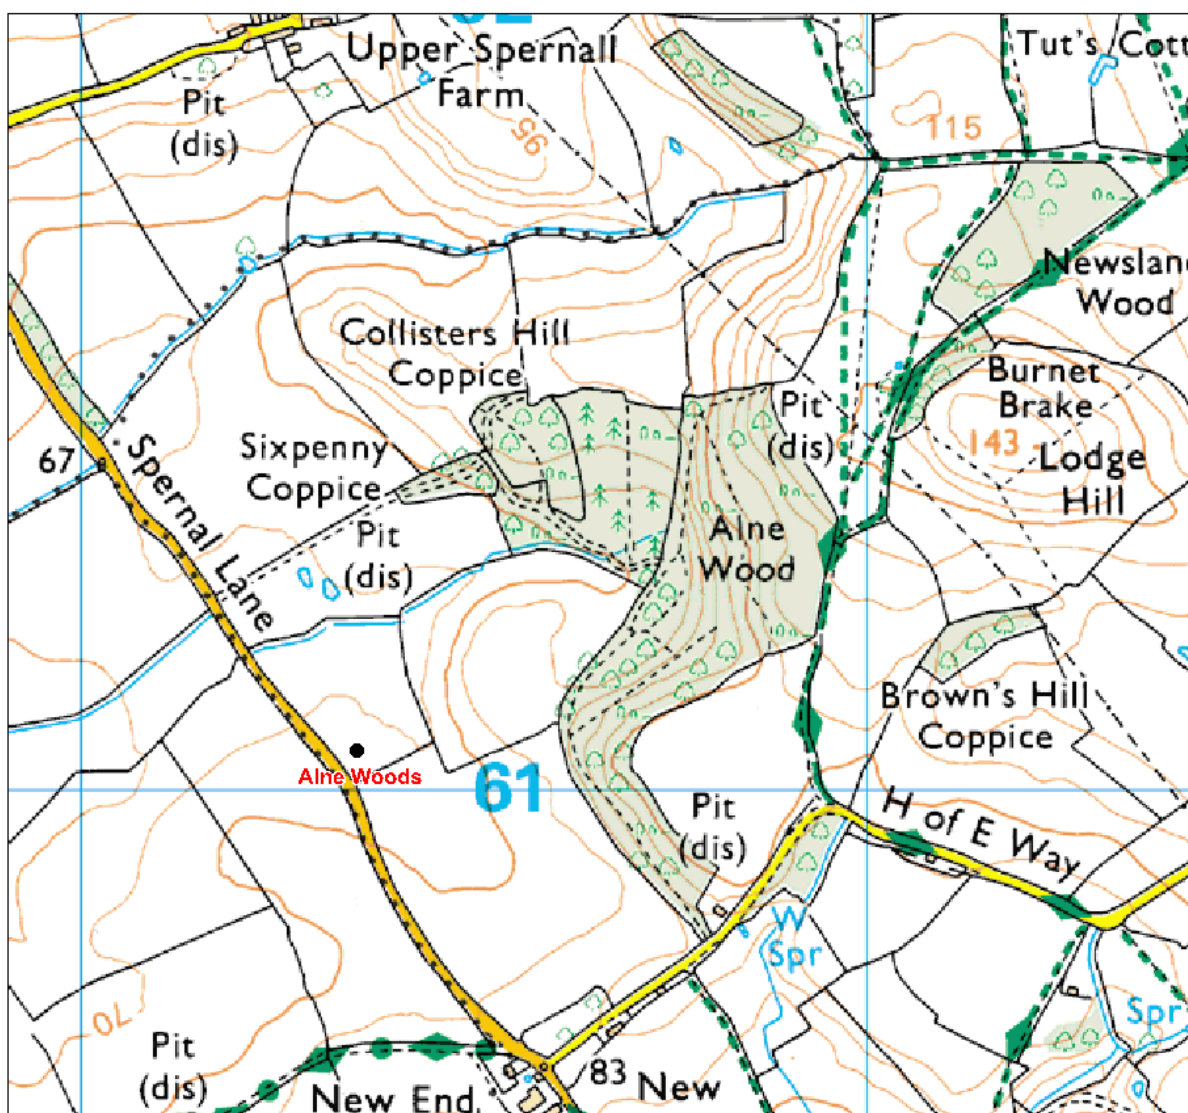 Upper Spernall
Farm
Tut's Cott
Pit
(dis)
95
115
Newslan
Wood
Collisters Hill
Coppice
Burnet
Brake
Pit
(dis)
143
Lodge
Hill
Sixpenny
Coppice
67
Spernal Lane
Pit
(dis)
Alne
Wood
Brown's Hill
Coppice
Alne Woods
61
Pit
(dis)
H of E Way
W
Spr
Spr
70
Pit
(dis)
83
New
New End